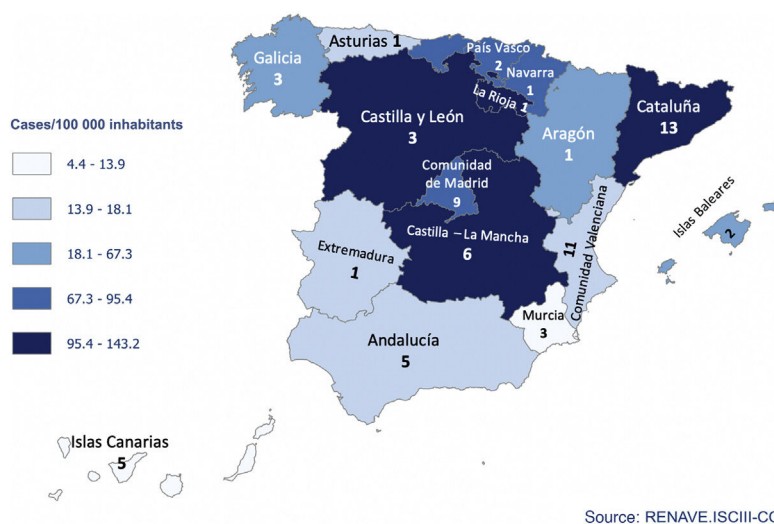 Asturias 1
Galicia
3
País Vasco
2
Navarra
1
La Rioja 1
Castilla y León
3
Cataluña
13
Aragón
1
Cases/100 000 inhabitants
4.4 - 13.9
13.9 - 18.1
18.1 - 67.3
67.3 - 95.4
95.4 - 143.2
Comunidad
de Madrid
9
Castilla – La Mancha
6
Islas Baleares
2
Comunidad Valenciana
11
Extremadura
1
Murcia
3
Andalucía
5
Islas Canarias
5
Source: RENAVE.ISCIII-CO